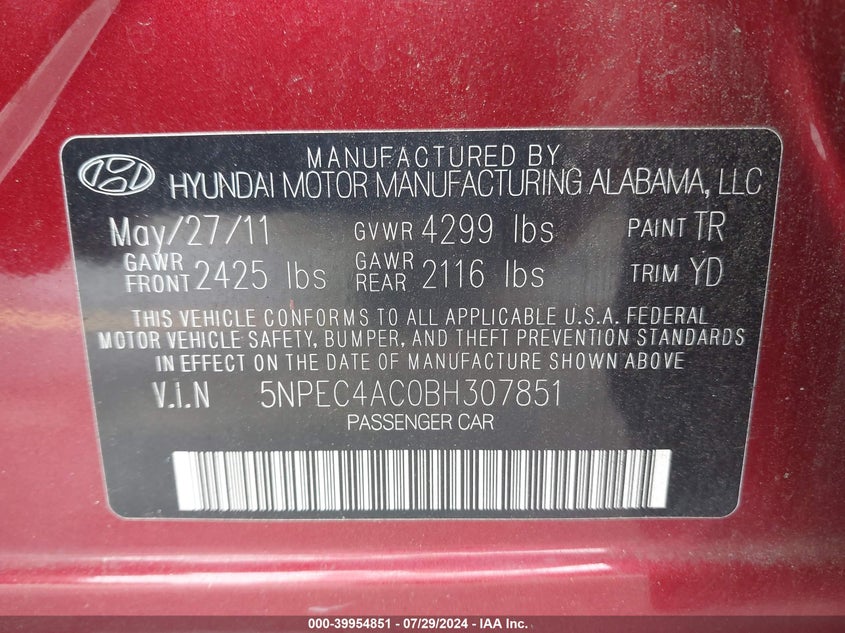 MANUFACTURED BY
HYUNDAI MOTOR MANUFACTURING ALABAMA, LLC
May/27/11 GVWR 4299 lbs PAINT TR
GAWR FRONT 2425 lbs GAWR REAR 2116 lbs TRIM YD
THIS VEHICLE CONFORMS TO ALL APPLICABLE U.S.A. FEDERAL
MOTOR VEHICLE SAFETY, BUMPER, AND THEFT PREVENTION STANDARDS
IN EFFECT ON THE DATE OF MANUFACTURE SHOWN ABOVE
V.i.N 5NPEC4AC0BH307851
PASSENGER CAR
000-39954851 - 07/29/2024 - IAA Inc.